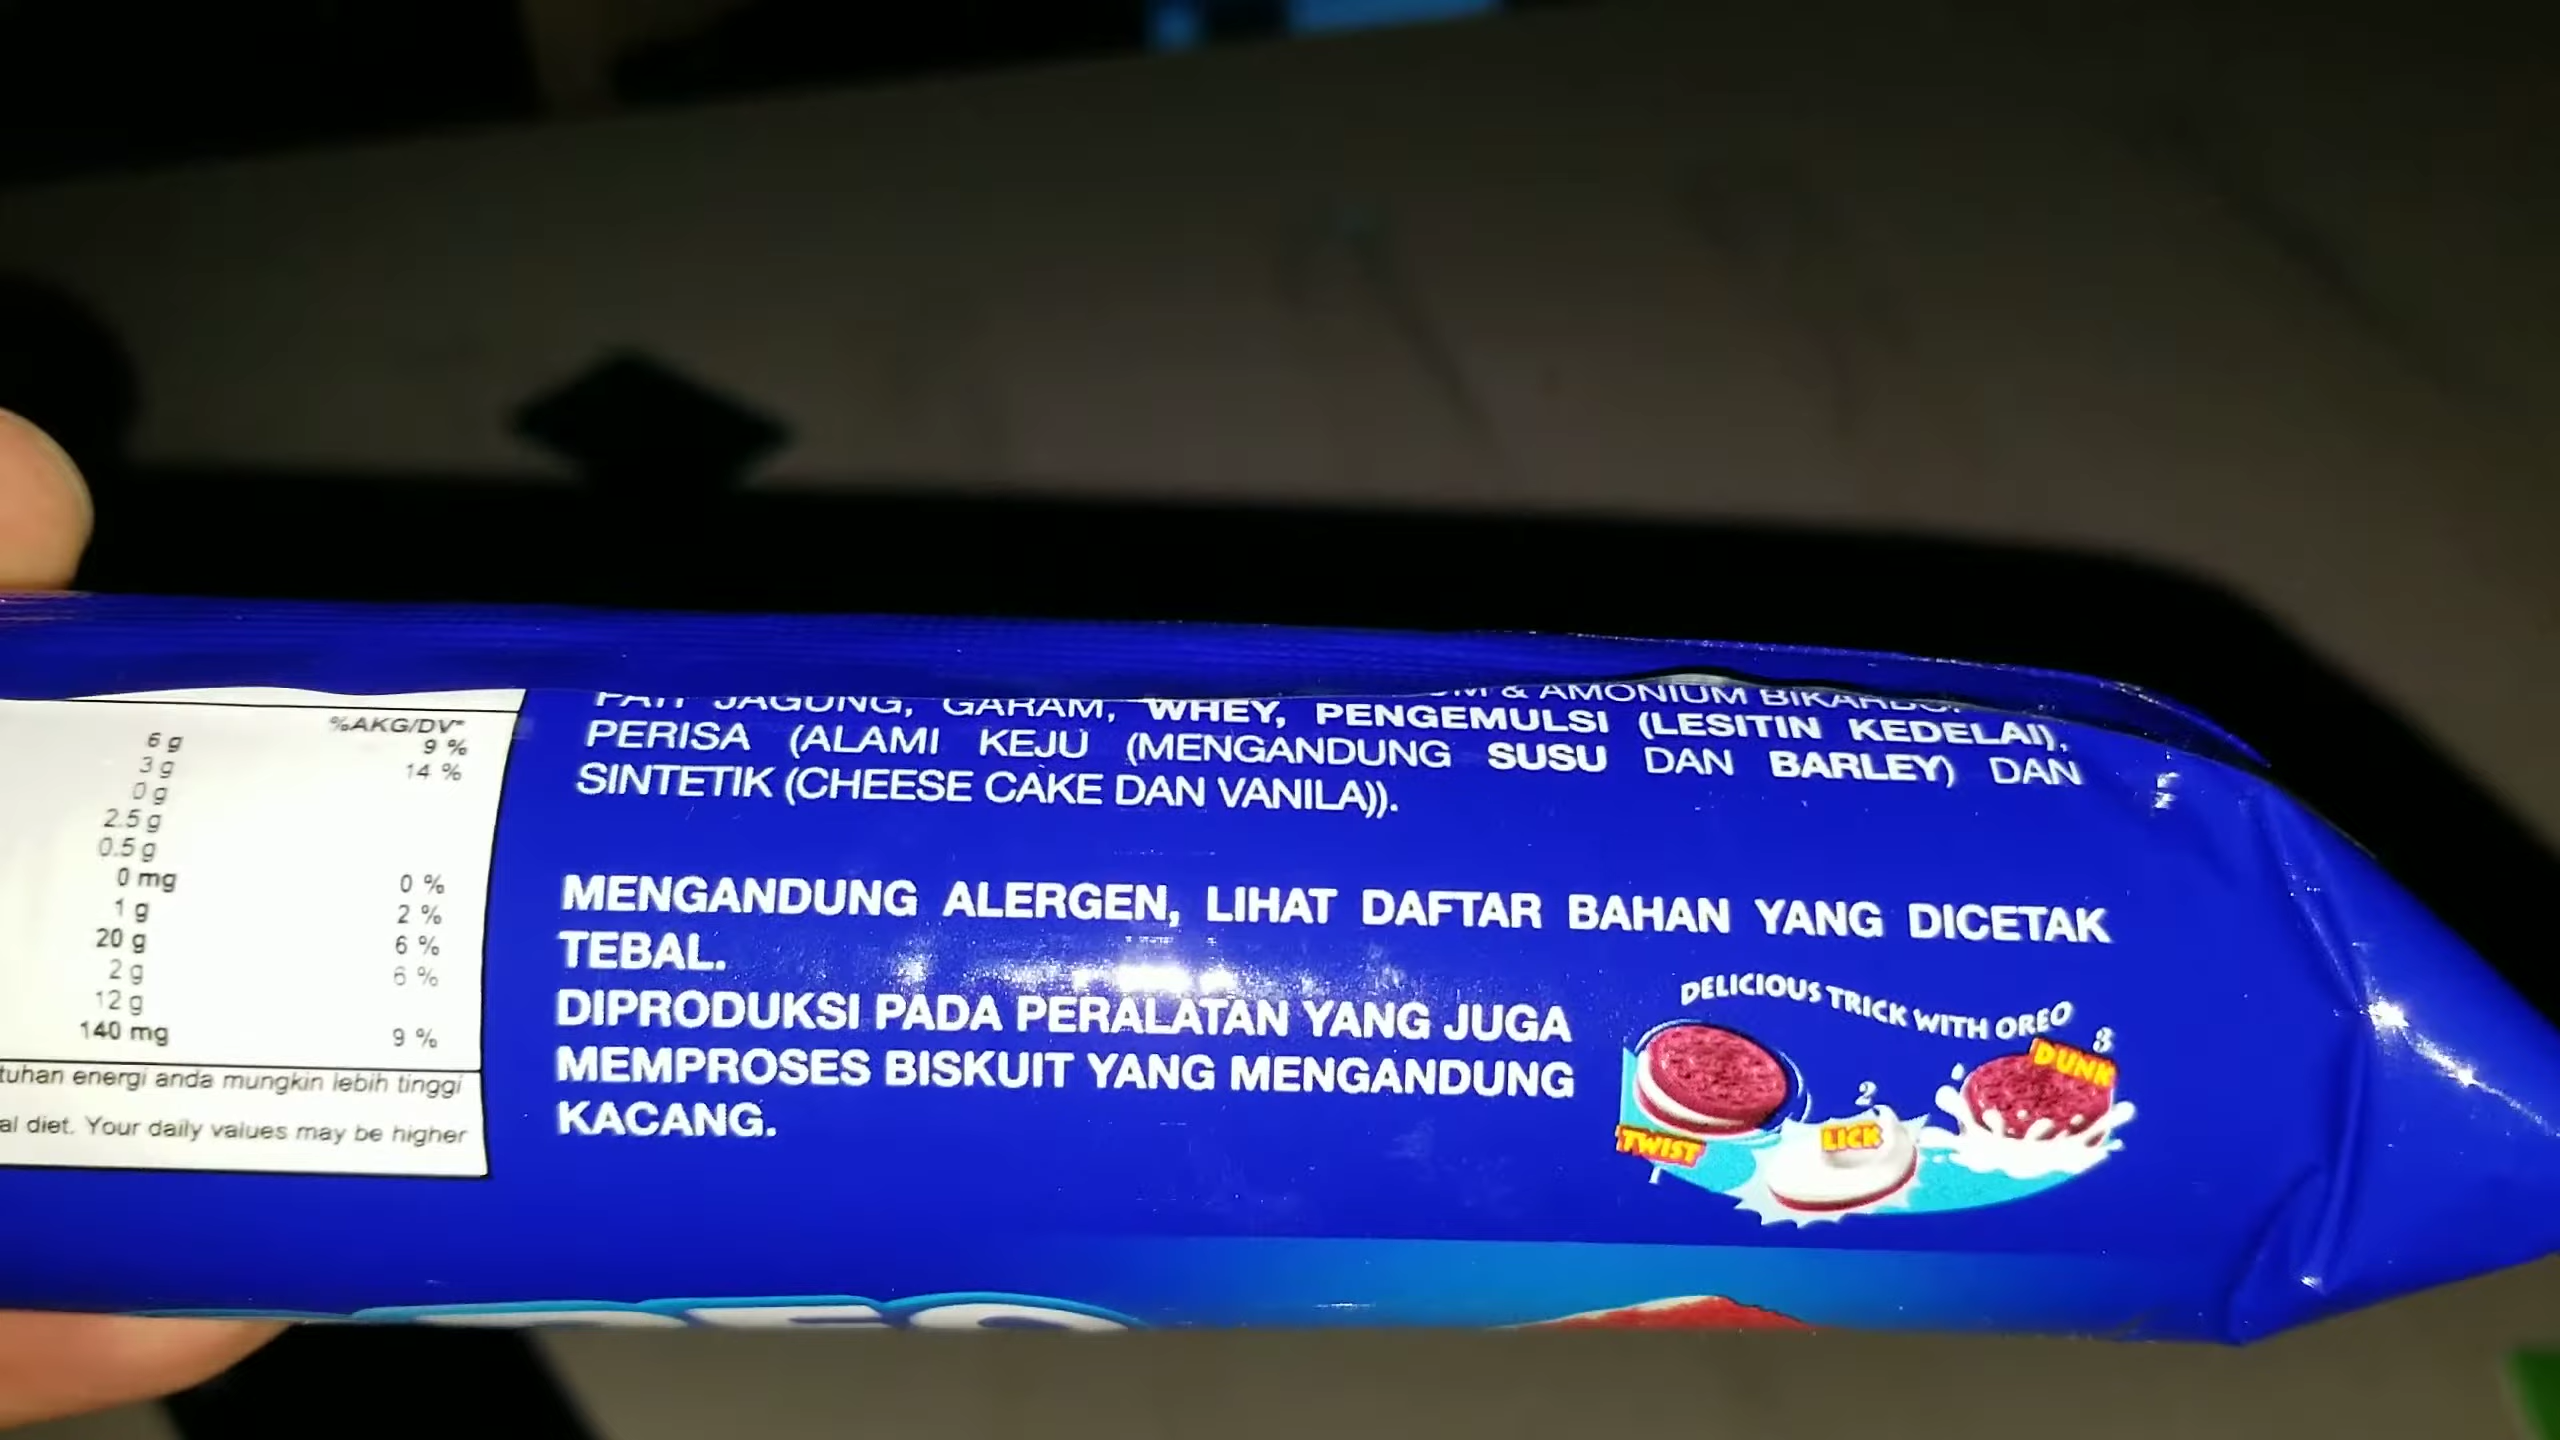 %AKG/DV*
6 g 9 %
3 g 14 %
0 g
2.5 g
0.5 g
0 mg 0 %
1 g 2 %
20 g 6 %
2 g 6 %
12 g
140 mg 9 %
tuhan energi anda mungkin lebih tinggi
al diet. Your daily values may be higher
& AMONIUM
PATI JAGUNG, GARAM, WHEY, PENGEMULSI (LESITIN KEDELAI),
PERISA (ALAMI KEJU (MENGANDUNG SUSU DAN BARLEY) DAN
SINTETIK (CHEESE CAKE DAN VANILA)).
MENGANDUNG ALERGEN, LIHAT DAFTAR BAHAN YANG DICETAK
TEBAL.
DIPRODUKSI PADA PERALATAN YANG JUGA
MEMPROSES BISKUIT YANG MENGANDUNG
KACANG.
DELICIOUS TRICK WITH OREO
TWIST
1
2
LICK
3
DUNK